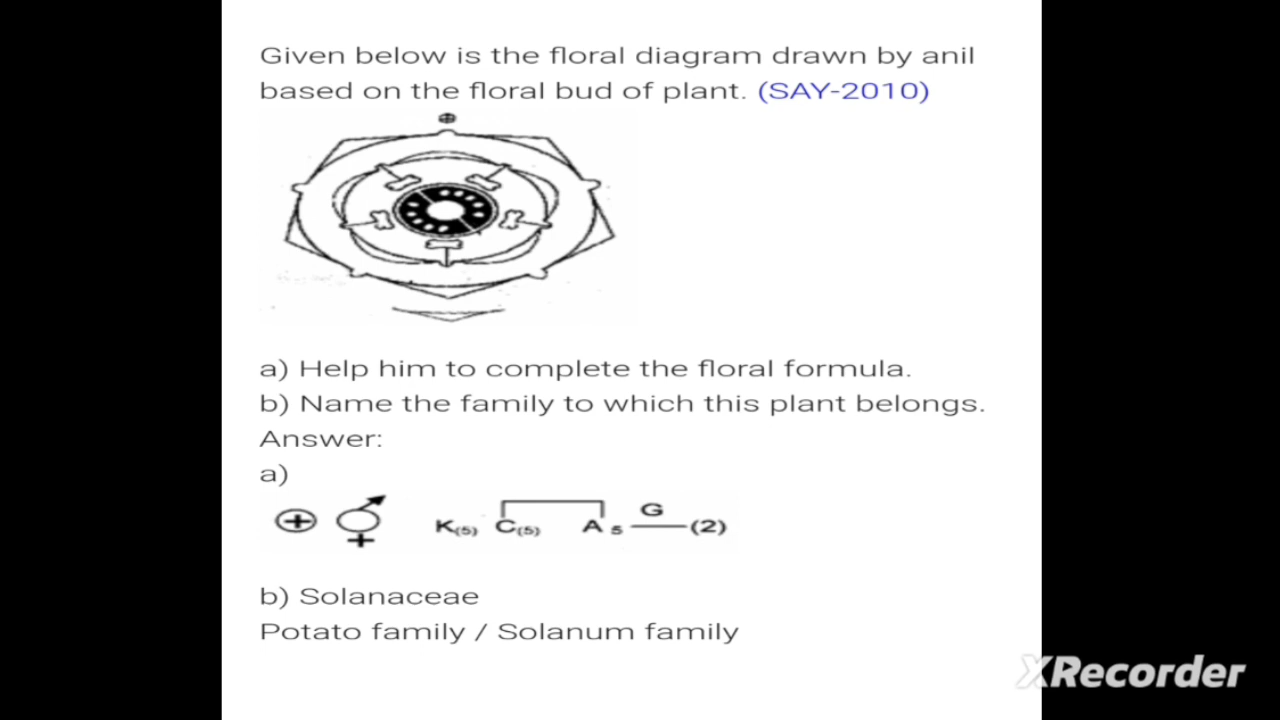 Given below is the floral diagram drawn by anil
based on the floral bud of plant. (SAY-2010)
⊕
a) Help him to complete the floral formula.
b) Name the family to which this plant belongs.
Answer:
a)
⊕ ⚥ K(5) C(5) A 5 G (2)
b) Solanaceae
Potato family / Solanum family
XRecorder